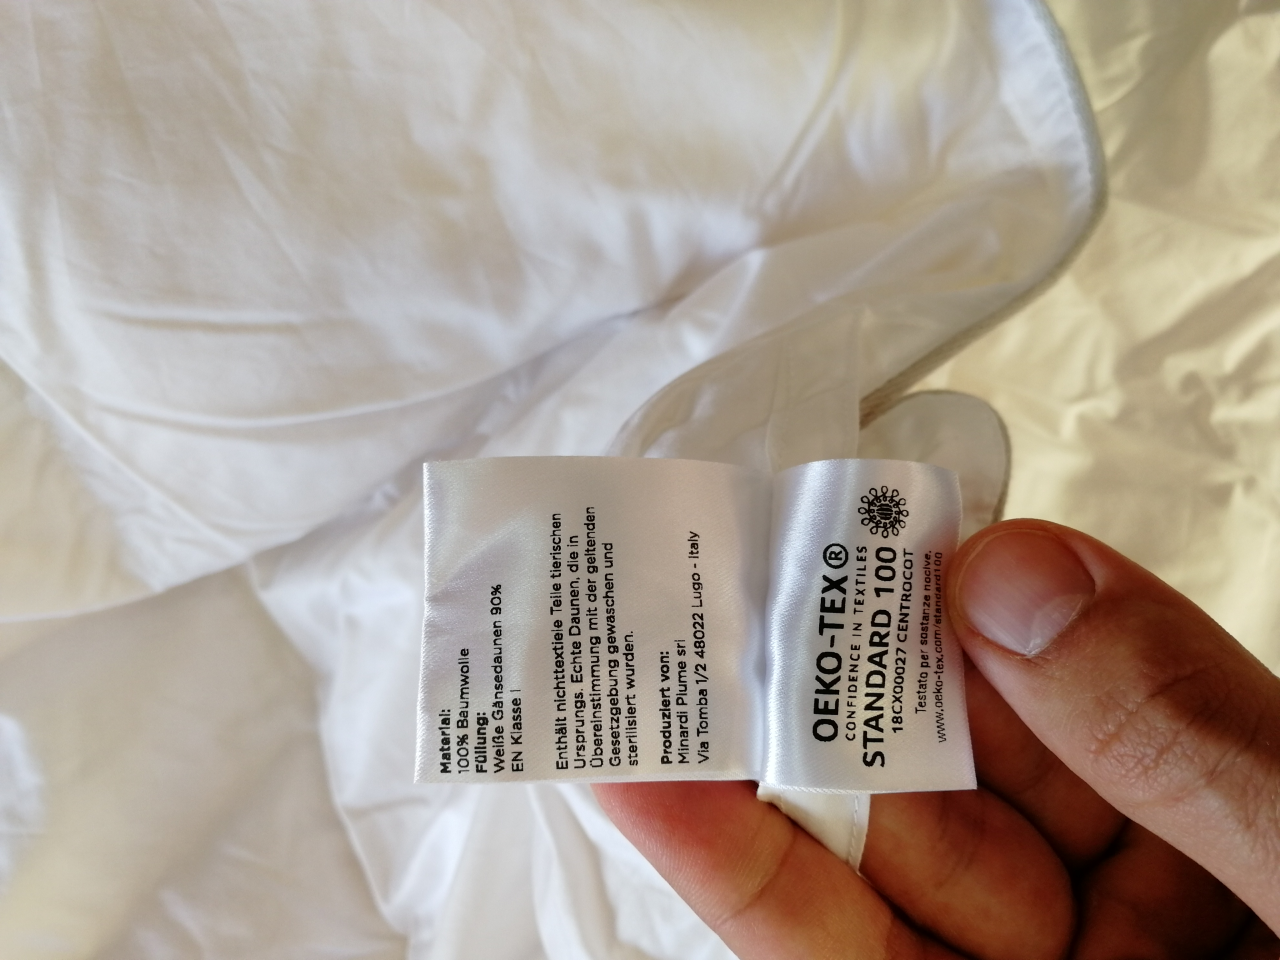 Material:
100% Baumwolle
Füllung:
Weiße Gänsedaunen 90%
EN Klasse I
Enthält nichttextiele Teile tierischen
Ursprungs. Echte Daunen, die in
Übereinstimmung mit der geltenden
Gesetzgebung gewaschen und
sterilisiert wurden.
Produziert von:
Minardi Piume srl
Via Tomba 1/2 48022 Lugo - Italy
OEKO-TEX®
CONFIDENCE IN TEXTILES
STANDARD 100
18CX00027 CENTROCOT
Testato per sostanze nocive.
www.oeko-tex.com/standard100